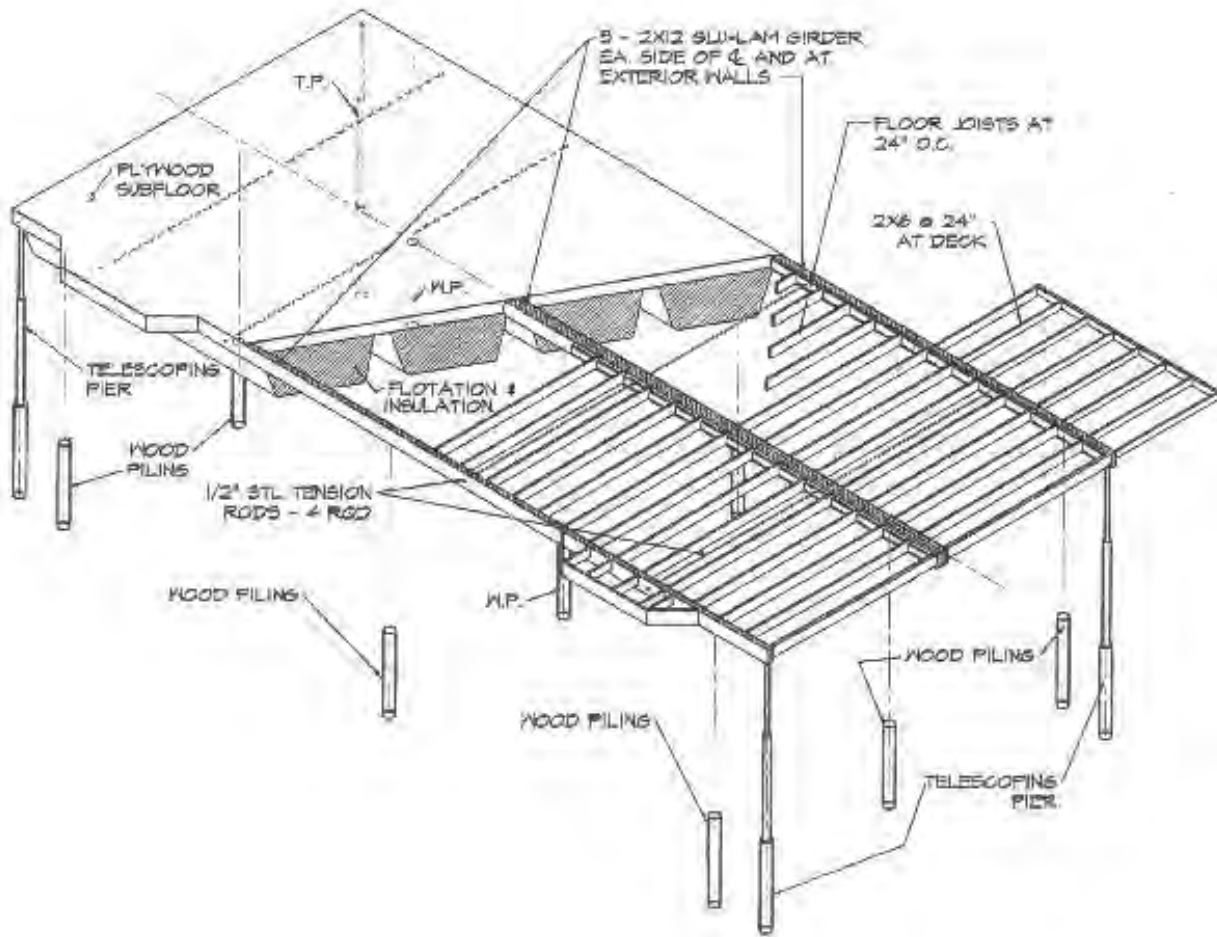 5 - 2X12 GLU-LAM GIRDER
EA. SIDE OF ℄ AND AT
EXTERIOR WALLS
T.P.
FLOOR JOISTS AT
24" O.C.
PLYWOOD
SUBFLOOR
2X6 @ 24"
AT DECK
W.P.
TELESCOPING
PIER
FLOTATION &
INSULATION
WOOD
PILING
1/2" STL. TENSION
RODS - 4 RQD
WOOD PILING
W.P.
WOOD PILING
WOOD PILING
TELESCOPING
PIER